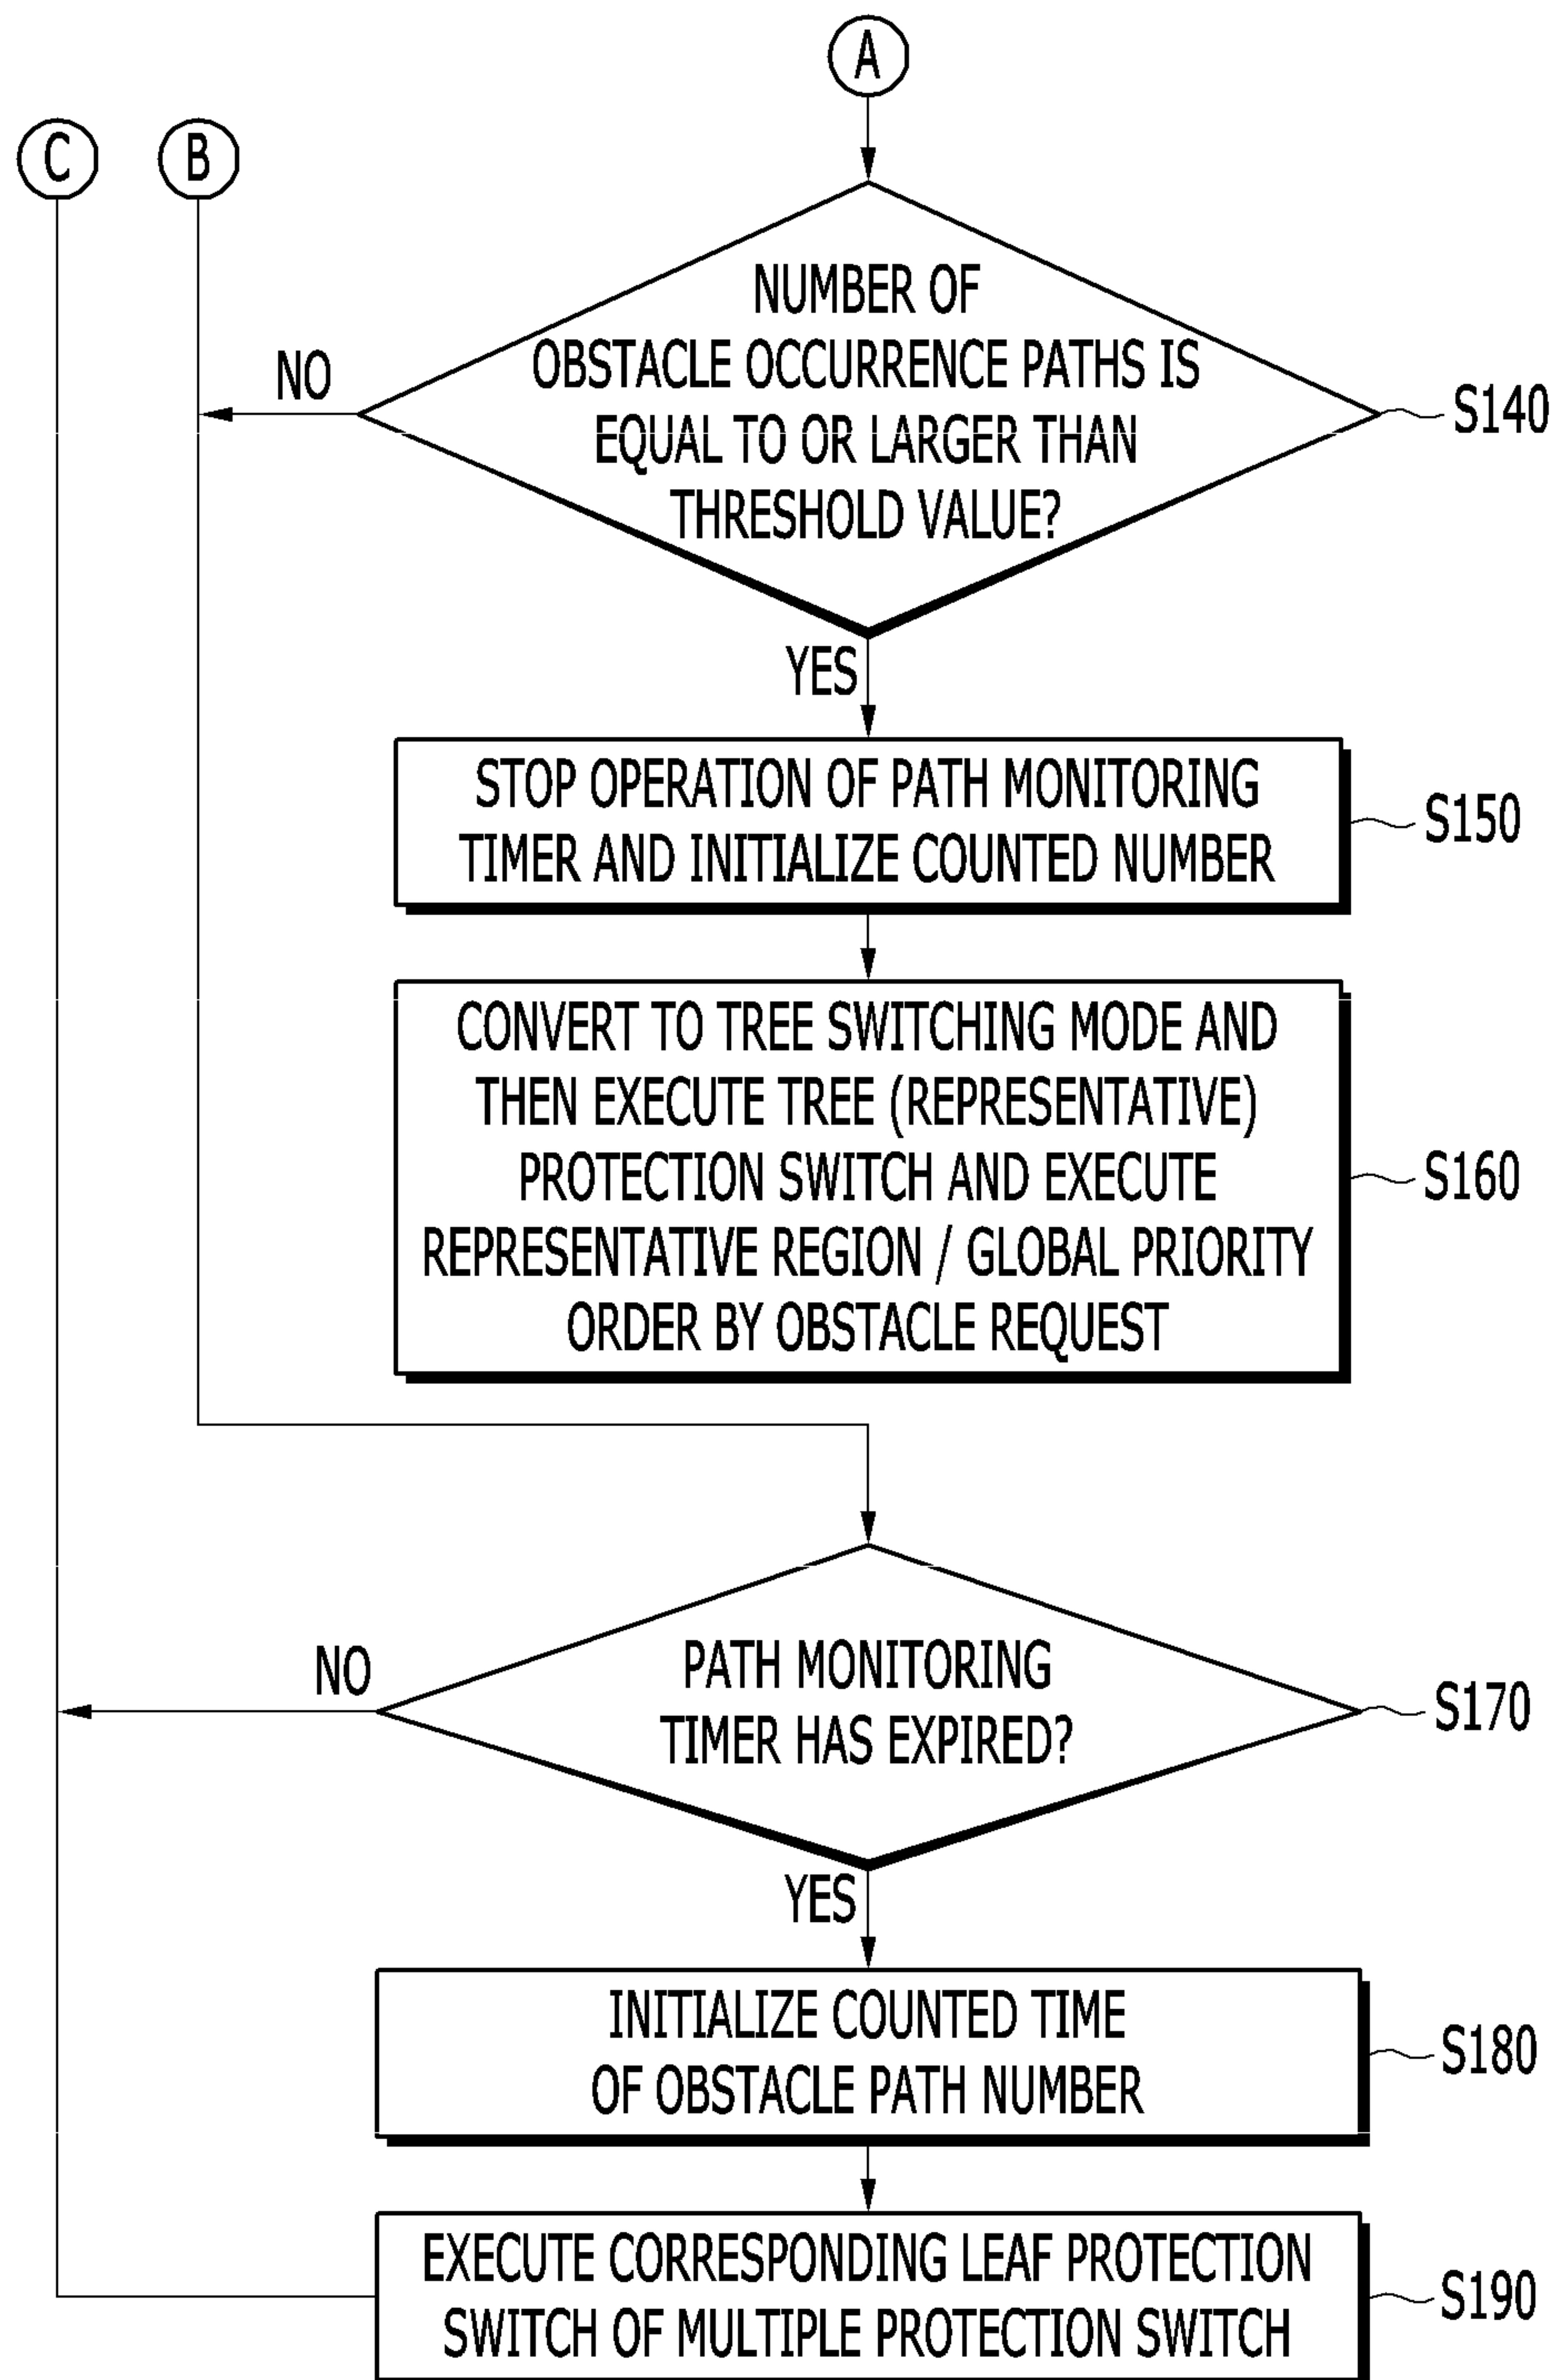 A
C
B
NUMBER OF
OBSTACLE OCCURRENCE PATHS IS
EQUAL TO OR LARGER THAN
THRESHOLD VALUE?
NO
S140
YES
STOP OPERATION OF PATH MONITORING
TIMER AND INITIALIZE COUNTED NUMBER
S150
CONVERT TO TREE SWITCHING MODE AND
THEN EXECUTE TREE (REPRESENTATIVE)
PROTECTION SWITCH AND EXECUTE
REPRESENTATIVE REGION / GLOBAL PRIORITY
ORDER BY OBSTACLE REQUEST
S160
PATH MONITORING
TIMER HAS EXPIRED?
NO
S170
YES
INITIALIZE COUNTED TIME
OF OBSTACLE PATH NUMBER
S180
EXECUTE CORRESPONDING LEAF PROTECTION
SWITCH OF MULTIPLE PROTECTION SWITCH
S190